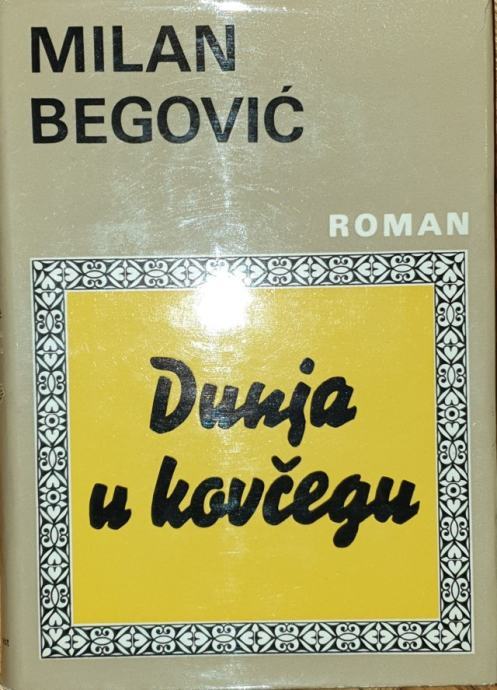 MILAN
BEGOVIĆ
ROMAN
Dunja
u kovčegu